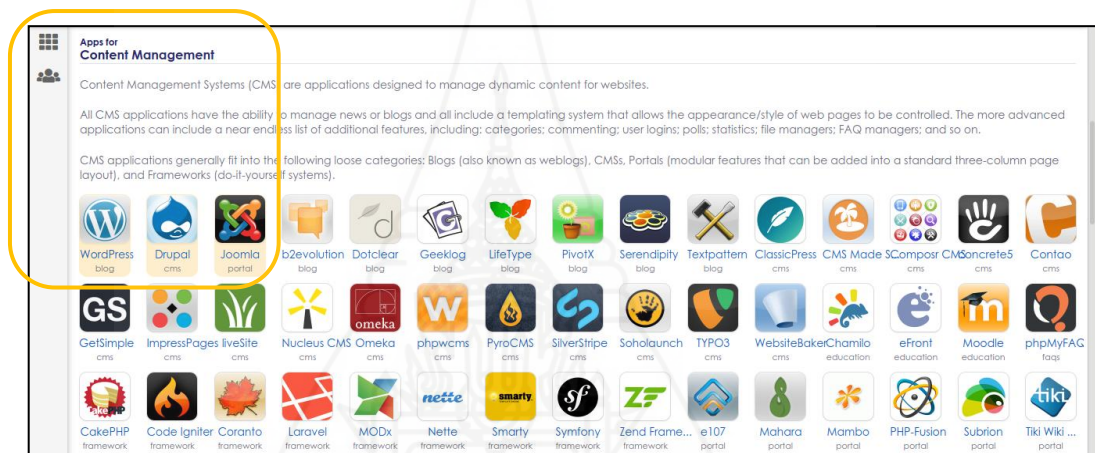 Apps for
Content Management
Content Management Systems (CMS) are applications designed to manage dynamic content for websites.
All CMS applications have the ability to manage news or blogs and all include a templating system that allows the appearance/style of web pages to be controlled. The more advanced
applications can include a near endless list of additional features, including: categories; commenting; user logins; polls; statistics; file managers; FAQ managers; and so on.
CMS applications generally fit into the following loose categories: Blogs (also known as weblogs), CMSs, Portals (modular features that can be added into a standard three-column page
layout), and Frameworks (do-it-yourself systems).
WordPress Drupal Joomla b2evolution Dotclear Geeklog LifeType PivotX Serendipity Textpattern ClassicPress CMS Made S Composr CMS oncrete5 Contao
blog cms portal blog blog blog blog blog blog blog cms cms cms cms cms
GS omeka
GetSimple ImpressPages liveSite Nucleus CMS Omeka phpwcms PyroCMS SilverStripe Soholaunch TYPO3 WebsiteBaker Chamilo eFront Moodle phpMyFAQ
cms cms cms cms cms cms cms cms cms cms cms education education education faqs
CakePHP nette smarty sf ZF tiki
CakePHP Code Igniter Coranto Laravel MODx Nette Smarty Symfony Zend Frame... e107 Mahara Mambo PHP-Fusion Subrion Tiki Wiki ...
framework framework framework framework framework framework framework framework framework portal portal portal portal portal portal